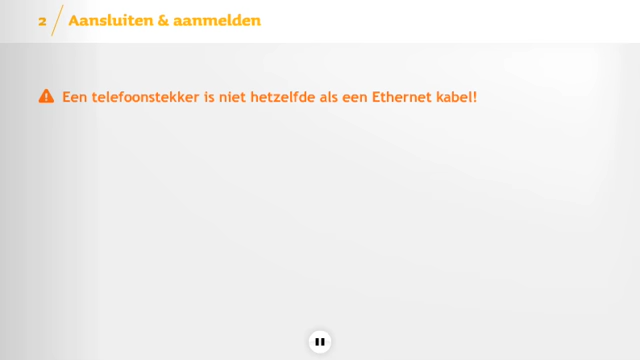 2 / Aansluiten & aanmelden
Een telefoonstekker is niet hetzelfde als een Ethernet kabel!